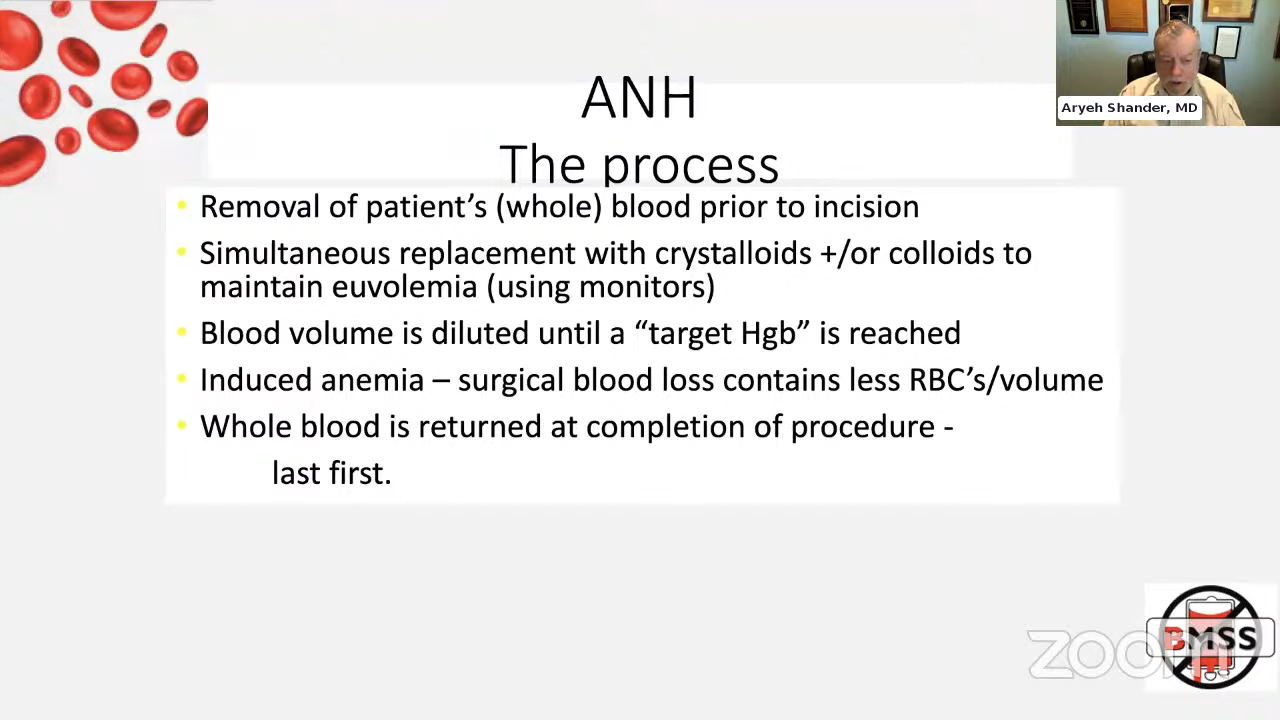 ANH
The process
Aryeh Shander, MD
• Removal of patient’s (whole) blood prior to incision
• Simultaneous replacement with crystalloids +/or colloids to
maintain euvolemia (using monitors)
• Blood volume is diluted until a “target Hgb” is reached
• Induced anemia – surgical blood loss contains less RBC’s/volume
• Whole blood is returned at completion of procedure -
last first.
BMSS
zoom